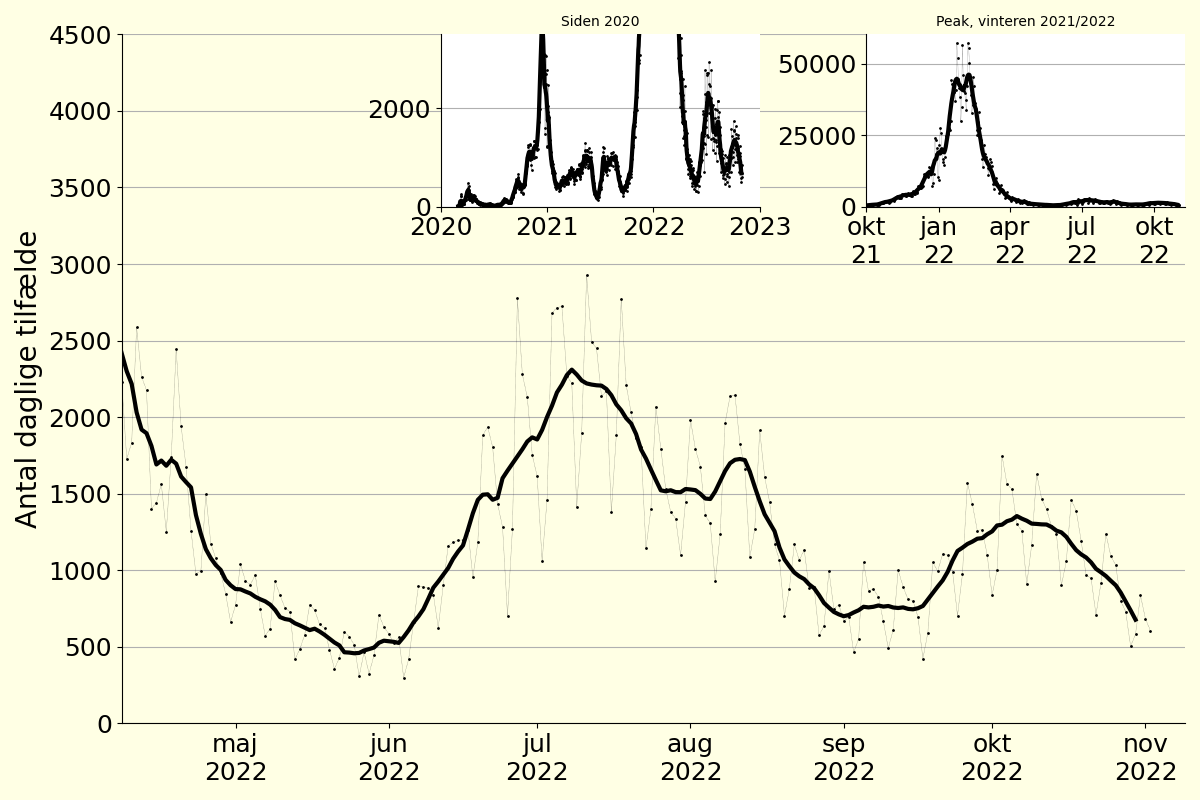 Siden 2020
2000
0
2020 2021 2022 2023
Peak, vinteren 2021/2022
50000
25000
0
okt jan apr jul okt
21 22 22 22 22
Antal daglige tilfælde
4500
4000
3500
3000
2500
2000
1500
1000
500
0
maj jun jul aug sep okt nov
2022 2022 2022 2022 2022 2022 2022